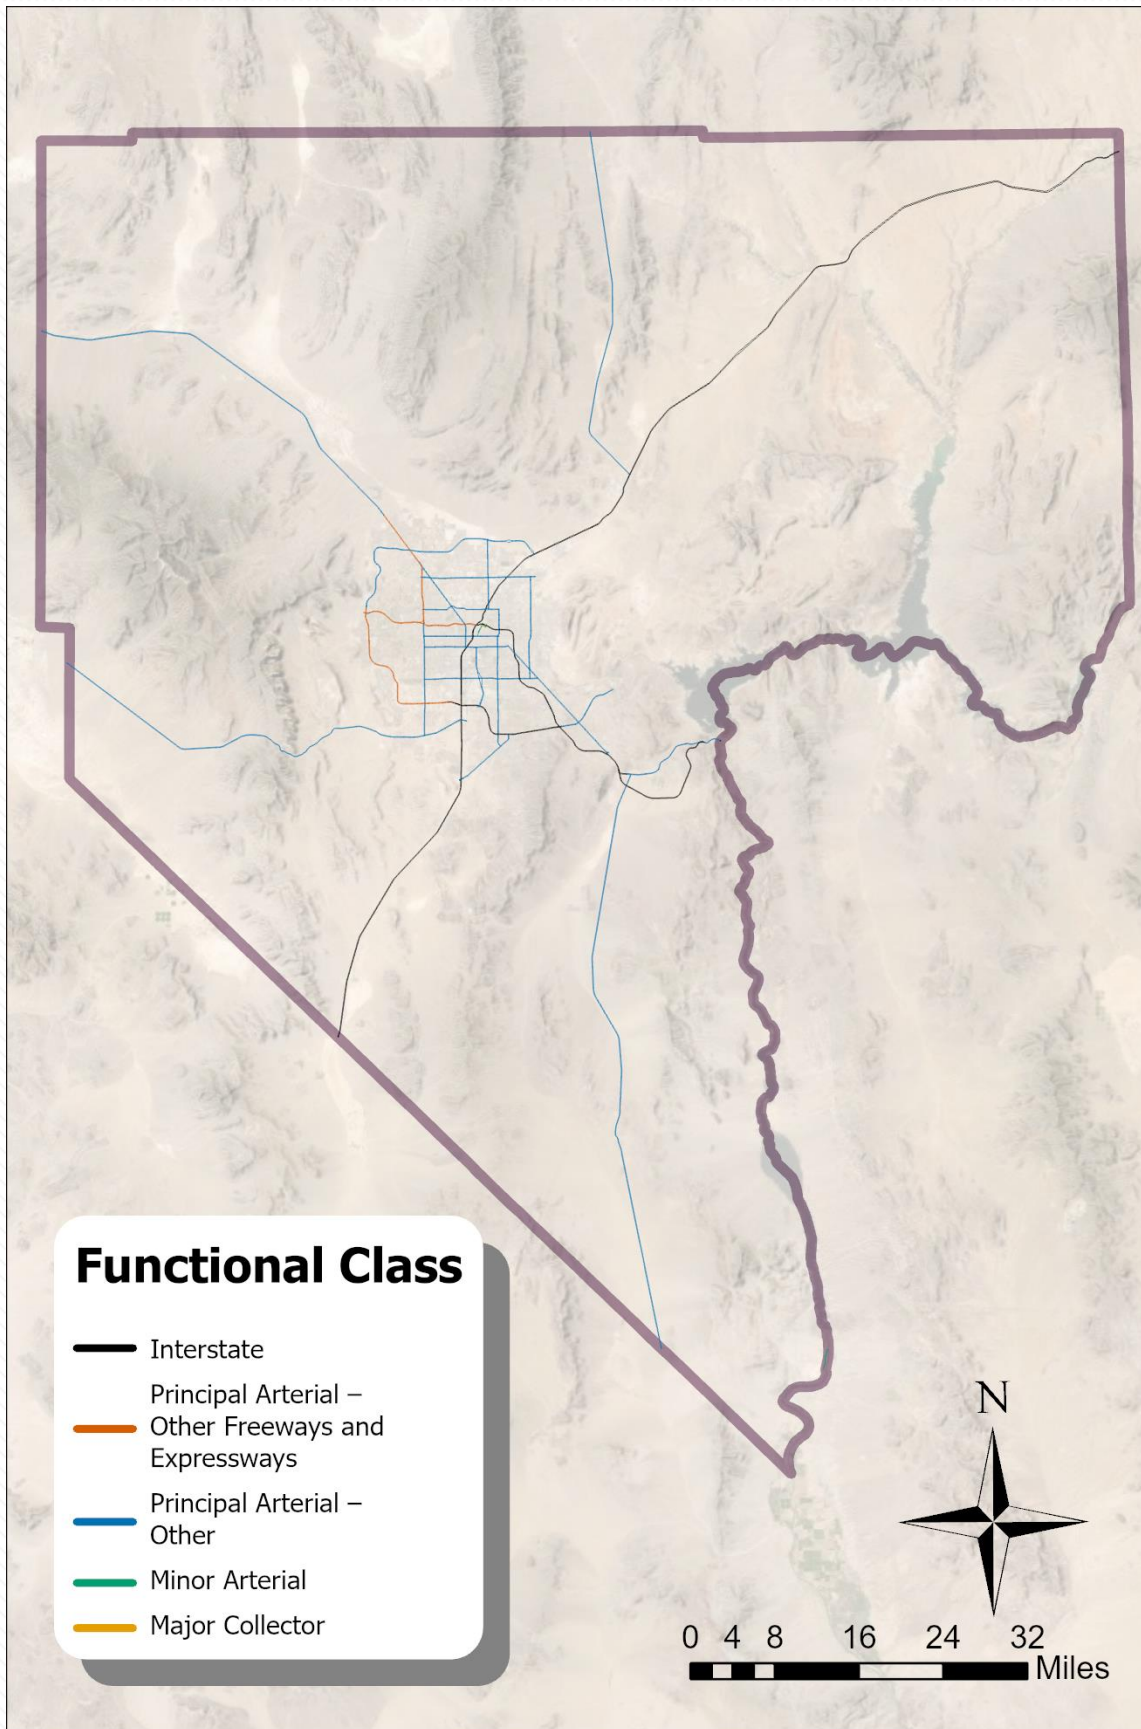 Functional Class
Interstate
Principal Arterial –
Other Freeways and
Expressways
Principal Arterial –
Other
Minor Arterial
Major Collector
N
0 4 8 16 24 32
Miles